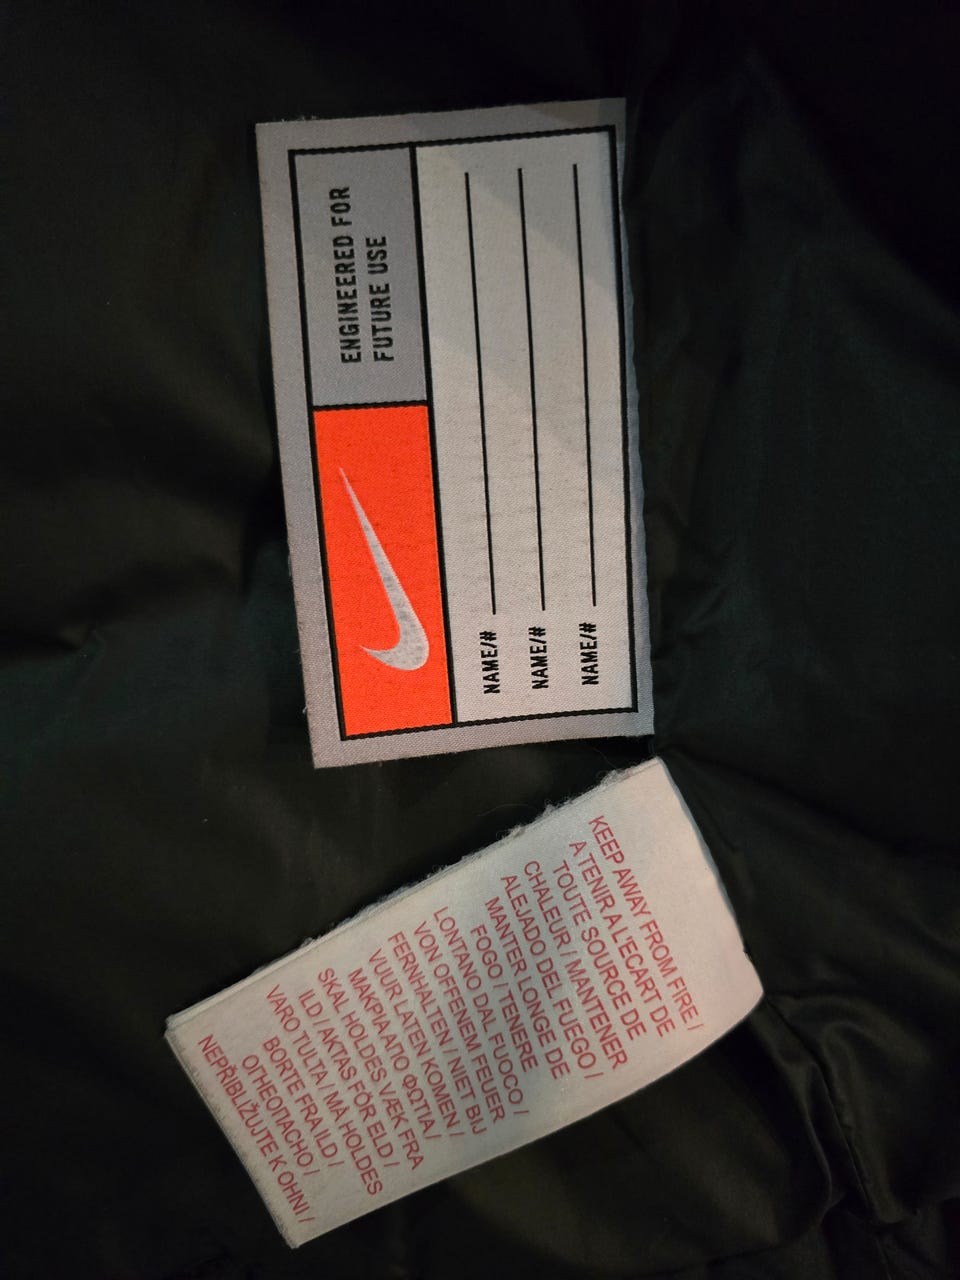 ENGINEERED FOR
FUTURE USE
NAME/#
NAME/#
NAME/#
KEEP AWAY FROM FIRE /
A TENIR A L'ECART DE
TOUTE SOURCE DE
CHALEUR / MANTENER
ALEJADO DEL FUEGO /
MANTER LONGE DE
FOGO / TENERE
LONTANO DAL FUOCO /
VON OFFENEM FEUER
FERNHALTEN / NIET BIJ
VUUR LATEN KOMEN /
ΜΑΚΡΙΑ ΑΠΟ ΦΩΤΙΑ /
SKAL HOLDES VÆK FRA
ILD / AKTAS FÖR ELD /
VARO TULTA / MÅ HOLDES
BORTE FRA ILD /
ОГНЕОПАСНО /
NEPŘIBLIŽUJTE K OHNI /